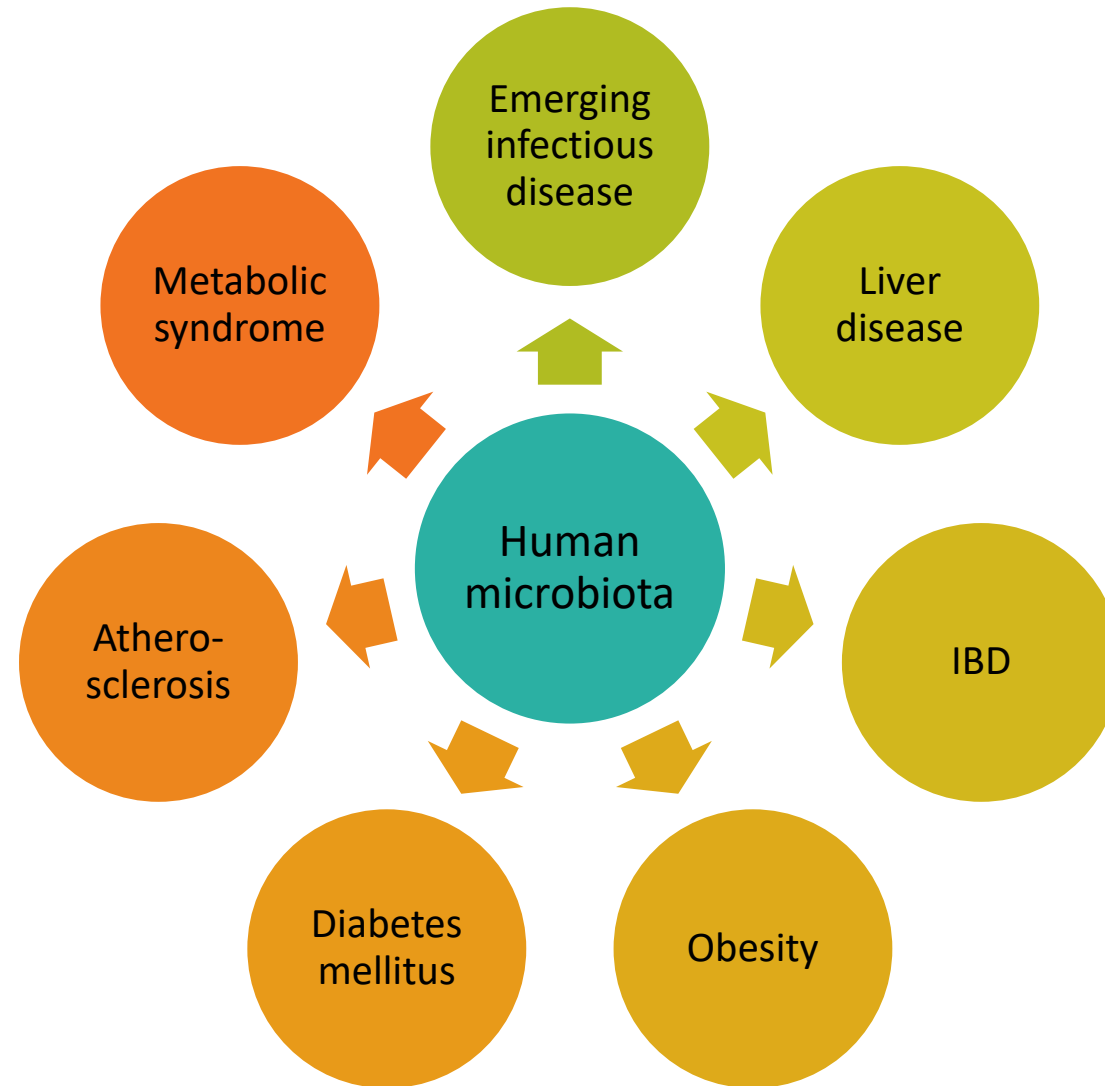 Emerging
infectious
disease
Metabolic
syndrome
Liver
disease
Human
microbiota
Athero-
sclerosis
IBD
Diabetes
mellitus
Obesity